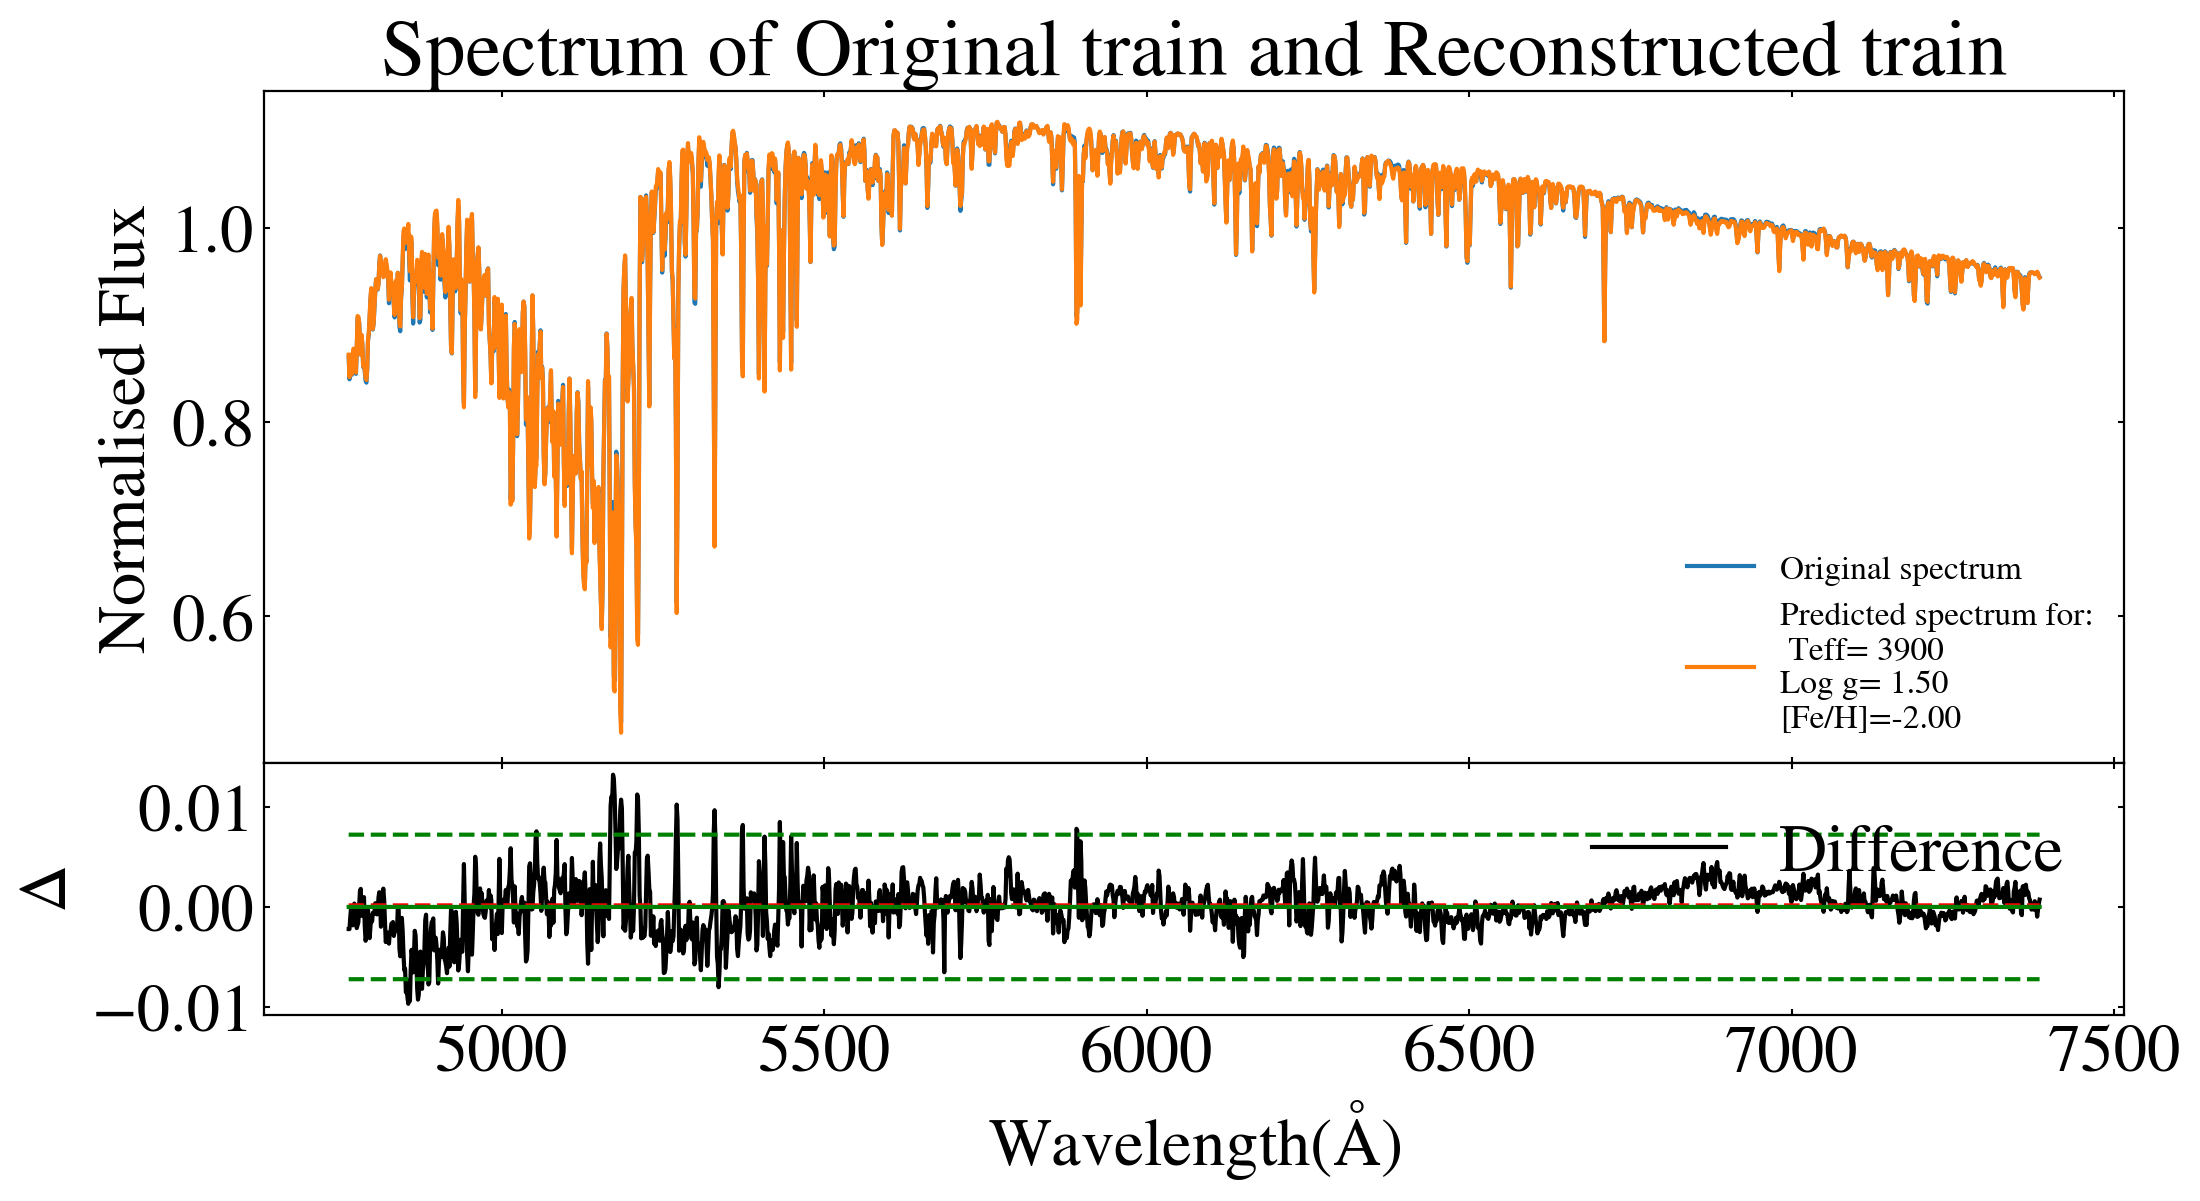 Spectrum of Original train and Reconstructed train
Normalised Flux
1.0
0.8
0.6
Original spectrum
Predicted spectrum for:
Teff= 3900
Log g= 1.50
[Fe/H]=-2.00
Δ
0.01
0.00
−0.01
Difference
5000 5500 6000 6500 7000 7500
Wavelength(Å)